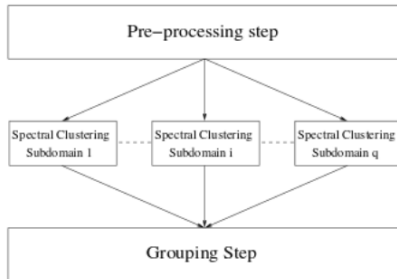 Pre-processing step
Spectral Clustering
Subdomain 1
Spectral Clustering
Subdomain i
Spectral Clustering
Subdomain q
Grouping Step